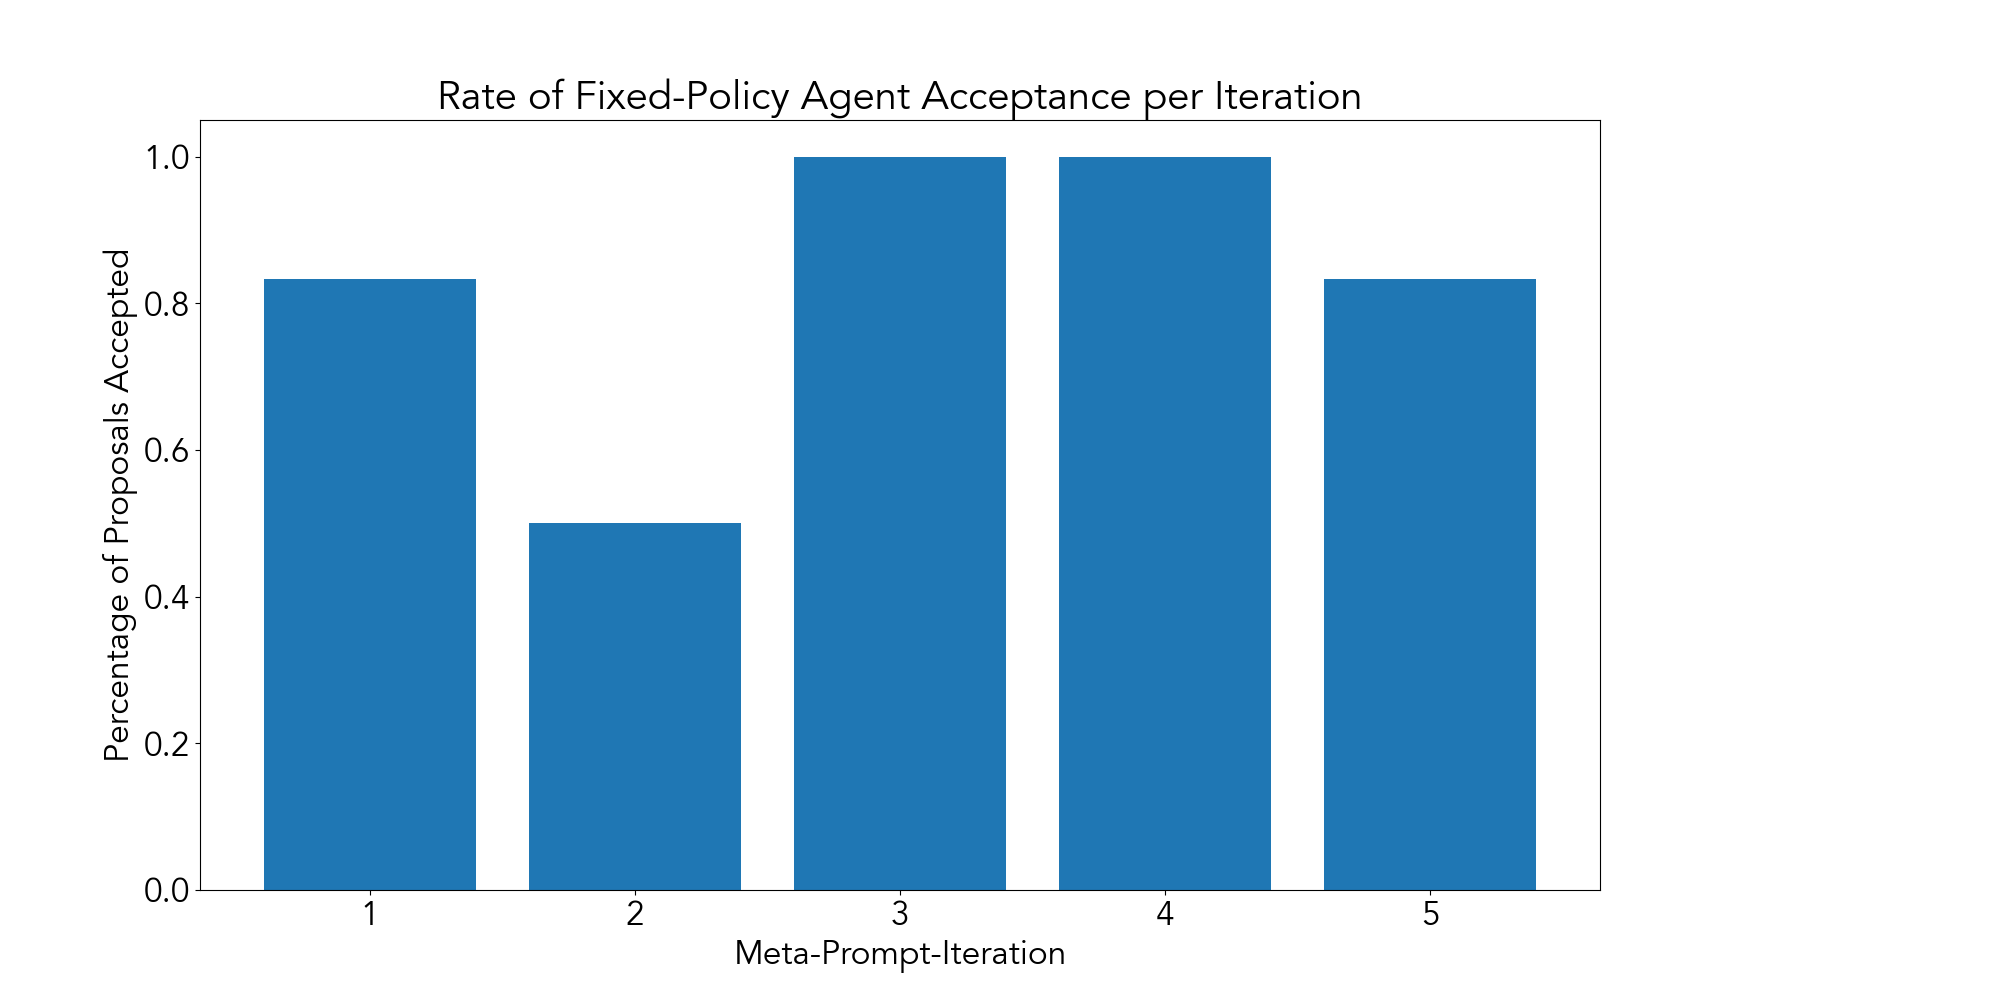 Rate of Fixed-Policy Agent Acceptance per Iteration
Percentage of Proposals Accepted
1.0
0.8
0.6
0.4
0.2
0.0
1 2 3 4 5
Meta-Prompt-Iteration